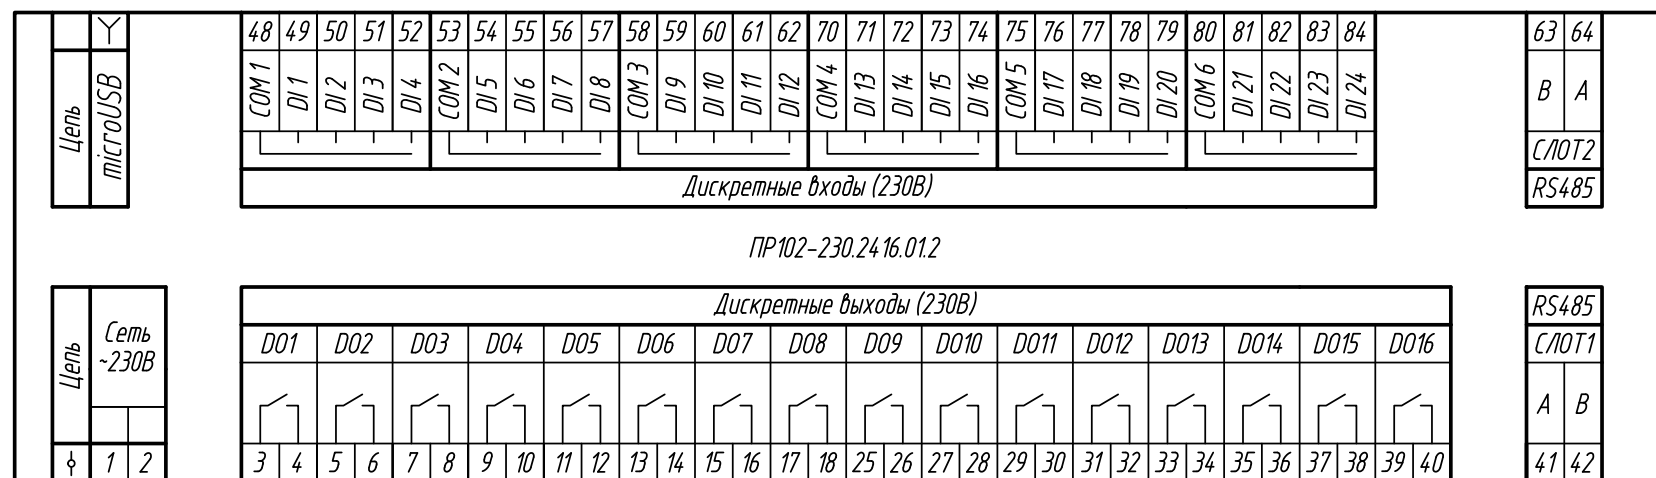 48 49 50 51 52 53 54 55 56 57 58 59 60 61 62 70 71 72 73 74 75 76 77 78 79 80 81 82 83 84 63 64
Цепь microUSB COM 1 DI 1 DI 2 DI 3 DI 4 COM 2 DI 5 DI 6 DI 7 DI 8 COM 3 DI 9 DI 10 DI 11 DI 12 COM 4 DI 13 DI 14 DI 15 DI 16 COM 5 DI 17 DI 18 DI 19 DI 20 COM 6 DI 21 DI 22 DI 23 DI 24 B A
СЛОТ2
Дискретные входы (230В) RS485
ПР102-230.2416.01.2
Дискретные выходы (230В) RS485
Цепь
Сеть
~230В
DO1 DO2 DO3 DO4 DO5 DO6 DO7 DO8 DO9 DO10 DO11 DO12 DO13 DO14 DO15 DO16 СЛОТ1
A B
1 2 3 4 5 6 7 8 9 10 11 12 13 14 15 16 17 18 25 26 27 28 29 30 31 32 33 34 35 36 37 38 39 40 41 42